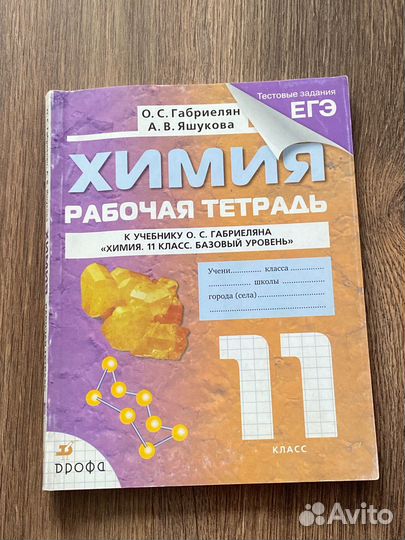 О. С. Габриелян
А. В. Яшукова
Тестовые задания
ЕГЭ
ХИМИЯ
РАБОЧАЯ ТЕТРАДЬ
К УЧЕБНИКУ О. С. ГАБРИЕЛЯНА
«ХИМИЯ. 11 КЛАСС. БАЗОВЫЙ УРОВЕНЬ»
Учени............. класса ...............
........................... школы ...................
города (села)..............................
11
КЛАСС
ДРОФА
Avito